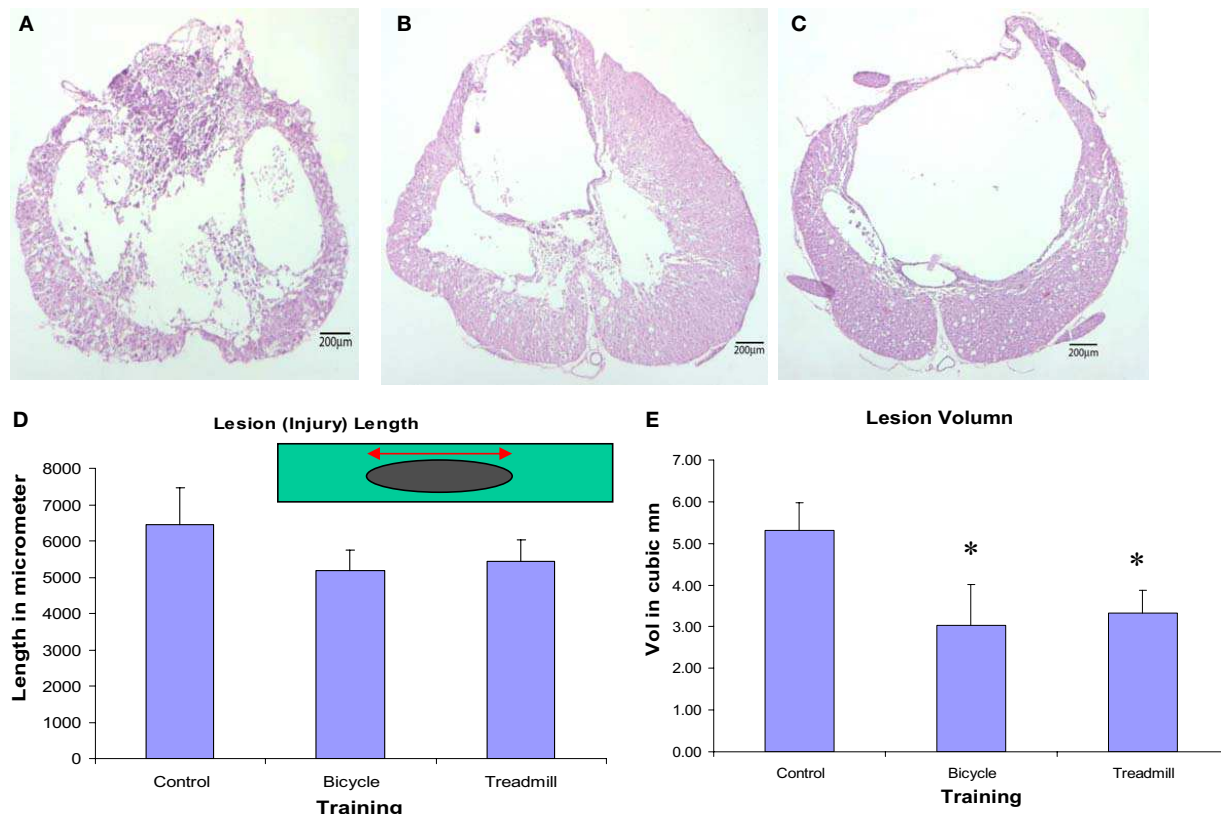 A
B
C
200µm
200µm
200µm
D
Lesion (Injury) Length
8000
7000
6000
5000
4000
3000
2000
1000
0
Length in micrometer
Control
Bicycle
Treadmill
Training
E
Lesion Volumn
7.00
6.00
5.00
4.00
3.00
2.00
1.00
0.00
Vol in cubic mn
*
*
Control
Bicycle
Treadmill
Training